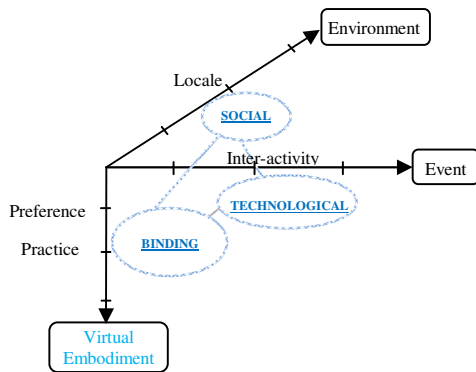 Environment
Locale
SOCIAL
Inter-activity
Event
Preference
TECHNOLOGICAL
Practice
BINDING
Virtual
Embodiment